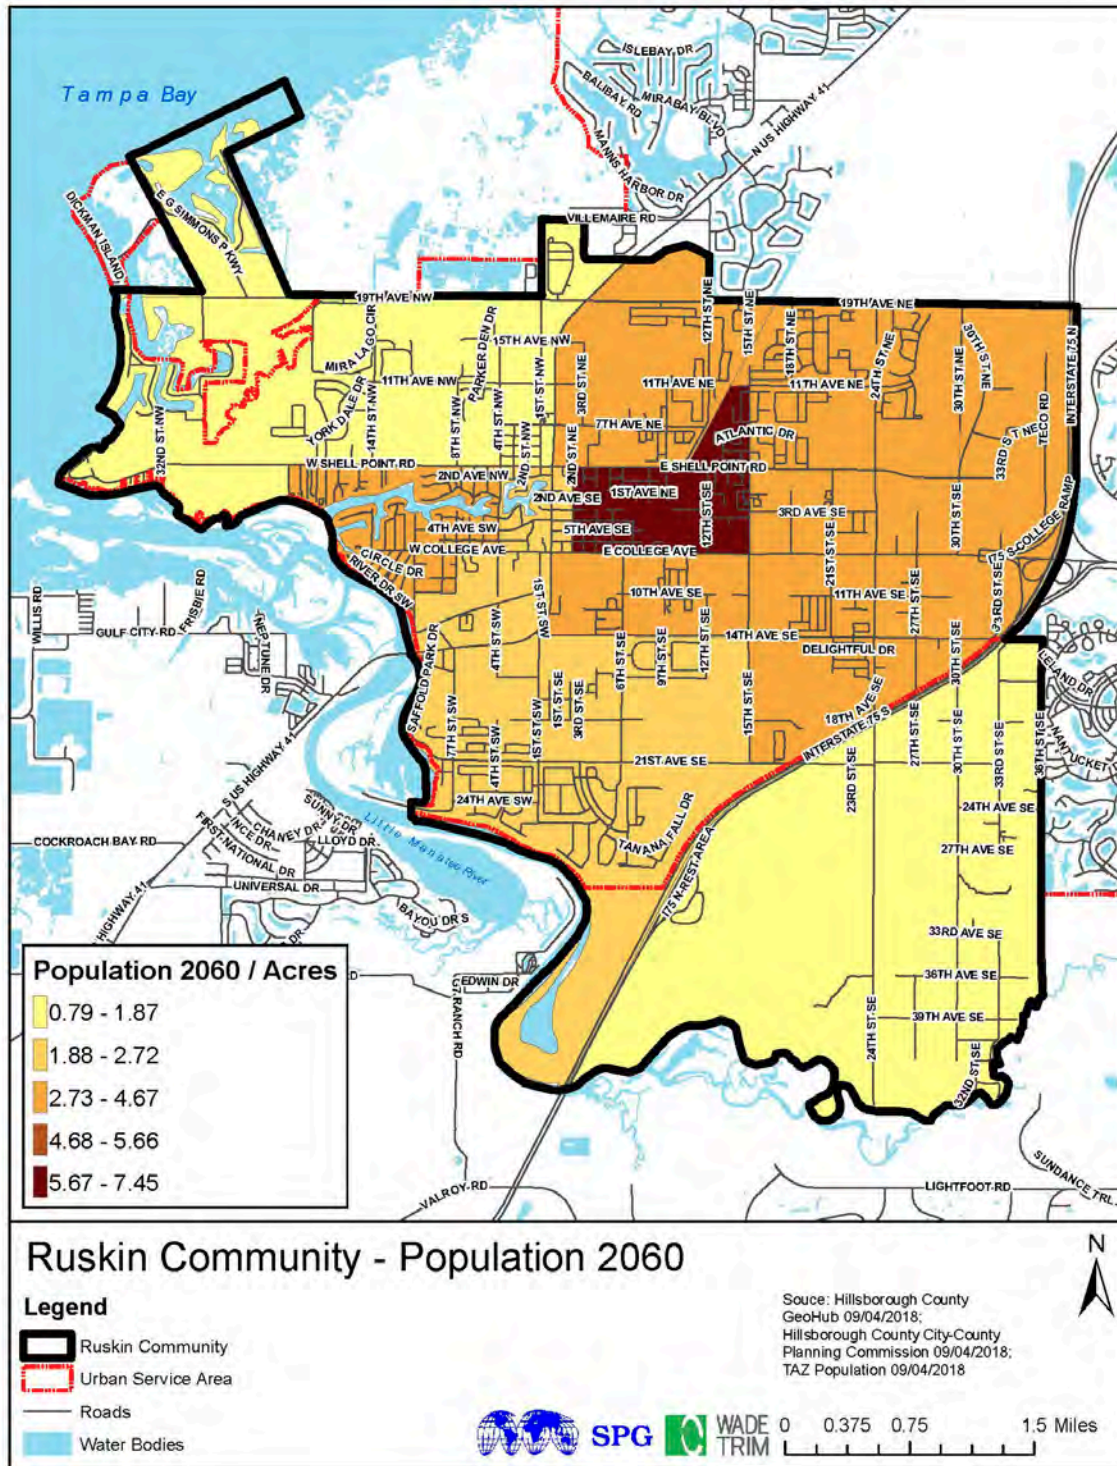 Tampa Bay
ISLEBAY DR
BALIBAY RD
MIRABAY BLVD
MANNS HARBOR DR
N US HIGHWAY 41
VILLEMAIRE RD
DICKMAN ISLAND
E G SIMMONS P KWY
19TH AVE NW
12TH ST NE
15TH ST NE
19TH AVE NE
18TH ST NE
24TH ST NE
30TH ST NE
30TH S T NE
INTERSTATE 75 N
MIRA LAGO CIR
PARKER DEN DR
15TH AVE NW
11TH AVE NW
1ST ST NW
3RD ST NE
11TH AVE NE
11TH AVE NE
YORK DALE DR
14TH ST NW
8TH ST NW
4TH ST NW
2ND ST NW
2ND ST NE
7TH AVE NE
ATLANTIC DR
33RD S T NE
TECO RD
32ND ST NW
W SHELL POINT RD
E SHELL POINT RD
2ND AVE NW
2ND AVE SE
1ST AVE NE
12TH ST SE
3RD AVE SE
30TH ST SE
I75 S-COLLEGE RAMP
4TH AVE SW
5TH AVE SE
W COLLEGE AVE
E COLLEGE AVE
CIRCLE DR
RIVER DR SW
21ST ST SE
WILLIS RD
FRISBIE RD
GULF CITY RD
NEPTUNE DR
1ST ST SW
10TH AVE SE
11TH AVE SE
27TH ST SE
33RD ST SE
SAFFOLD PARK DR
4TH ST SW
6TH ST SE
9TH ST SE
12TH ST SE
14TH AVE SE
DELIGHTFUL DR
30TH ST SE
LELAND DR
7TH ST SW
4TH ST SW
1ST ST SW
1ST ST SE
3RD ST SE
15TH ST SE
18TH AVE SE
INTERSTATE 75 S
27TH ST SE
30TH ST SE
33RD ST SE
36TH ST SE
NANTUCKET
S US HIGHWAY 41
21ST AVE SE
23RD ST SE
24TH AVE SW
24TH AVE SE
SUNNY DR
CHANEY DR
INCE DR
LLOYD DR
FIRST NATIONAL DR
COCKROACH BAY RD
UNIVERSAL DR
Little Manatee River
TANANA FALL DR
27TH AVE SE
I75 N-REST AREA
BAYOU DR S
HIGHWAY 41
33RD AVE SE
EDWIN DR
36TH AVE SE
39TH AVE SE
24TH ST SE
32ND ST SE
RANCH RD
VALROY RD
LIGHTFOOT RD
SUNDANCE TRL
Population 2060 / Acres
0.79 - 1.87
1.88 - 2.72
2.73 - 4.67
4.68 - 5.66
5.67 - 7.45
Ruskin Community - Population 2060
N
Legend
Ruskin Community
Urban Service Area
Roads
Water Bodies
Souce: Hillsborough County
GeoHub 09/04/2018;
Hillsborough County City-County
Planning Commission 09/04/2018;
TAZ Population 09/04/2018
SPG
WADE
TRIM
0 0.375 0.75 1.5 Miles